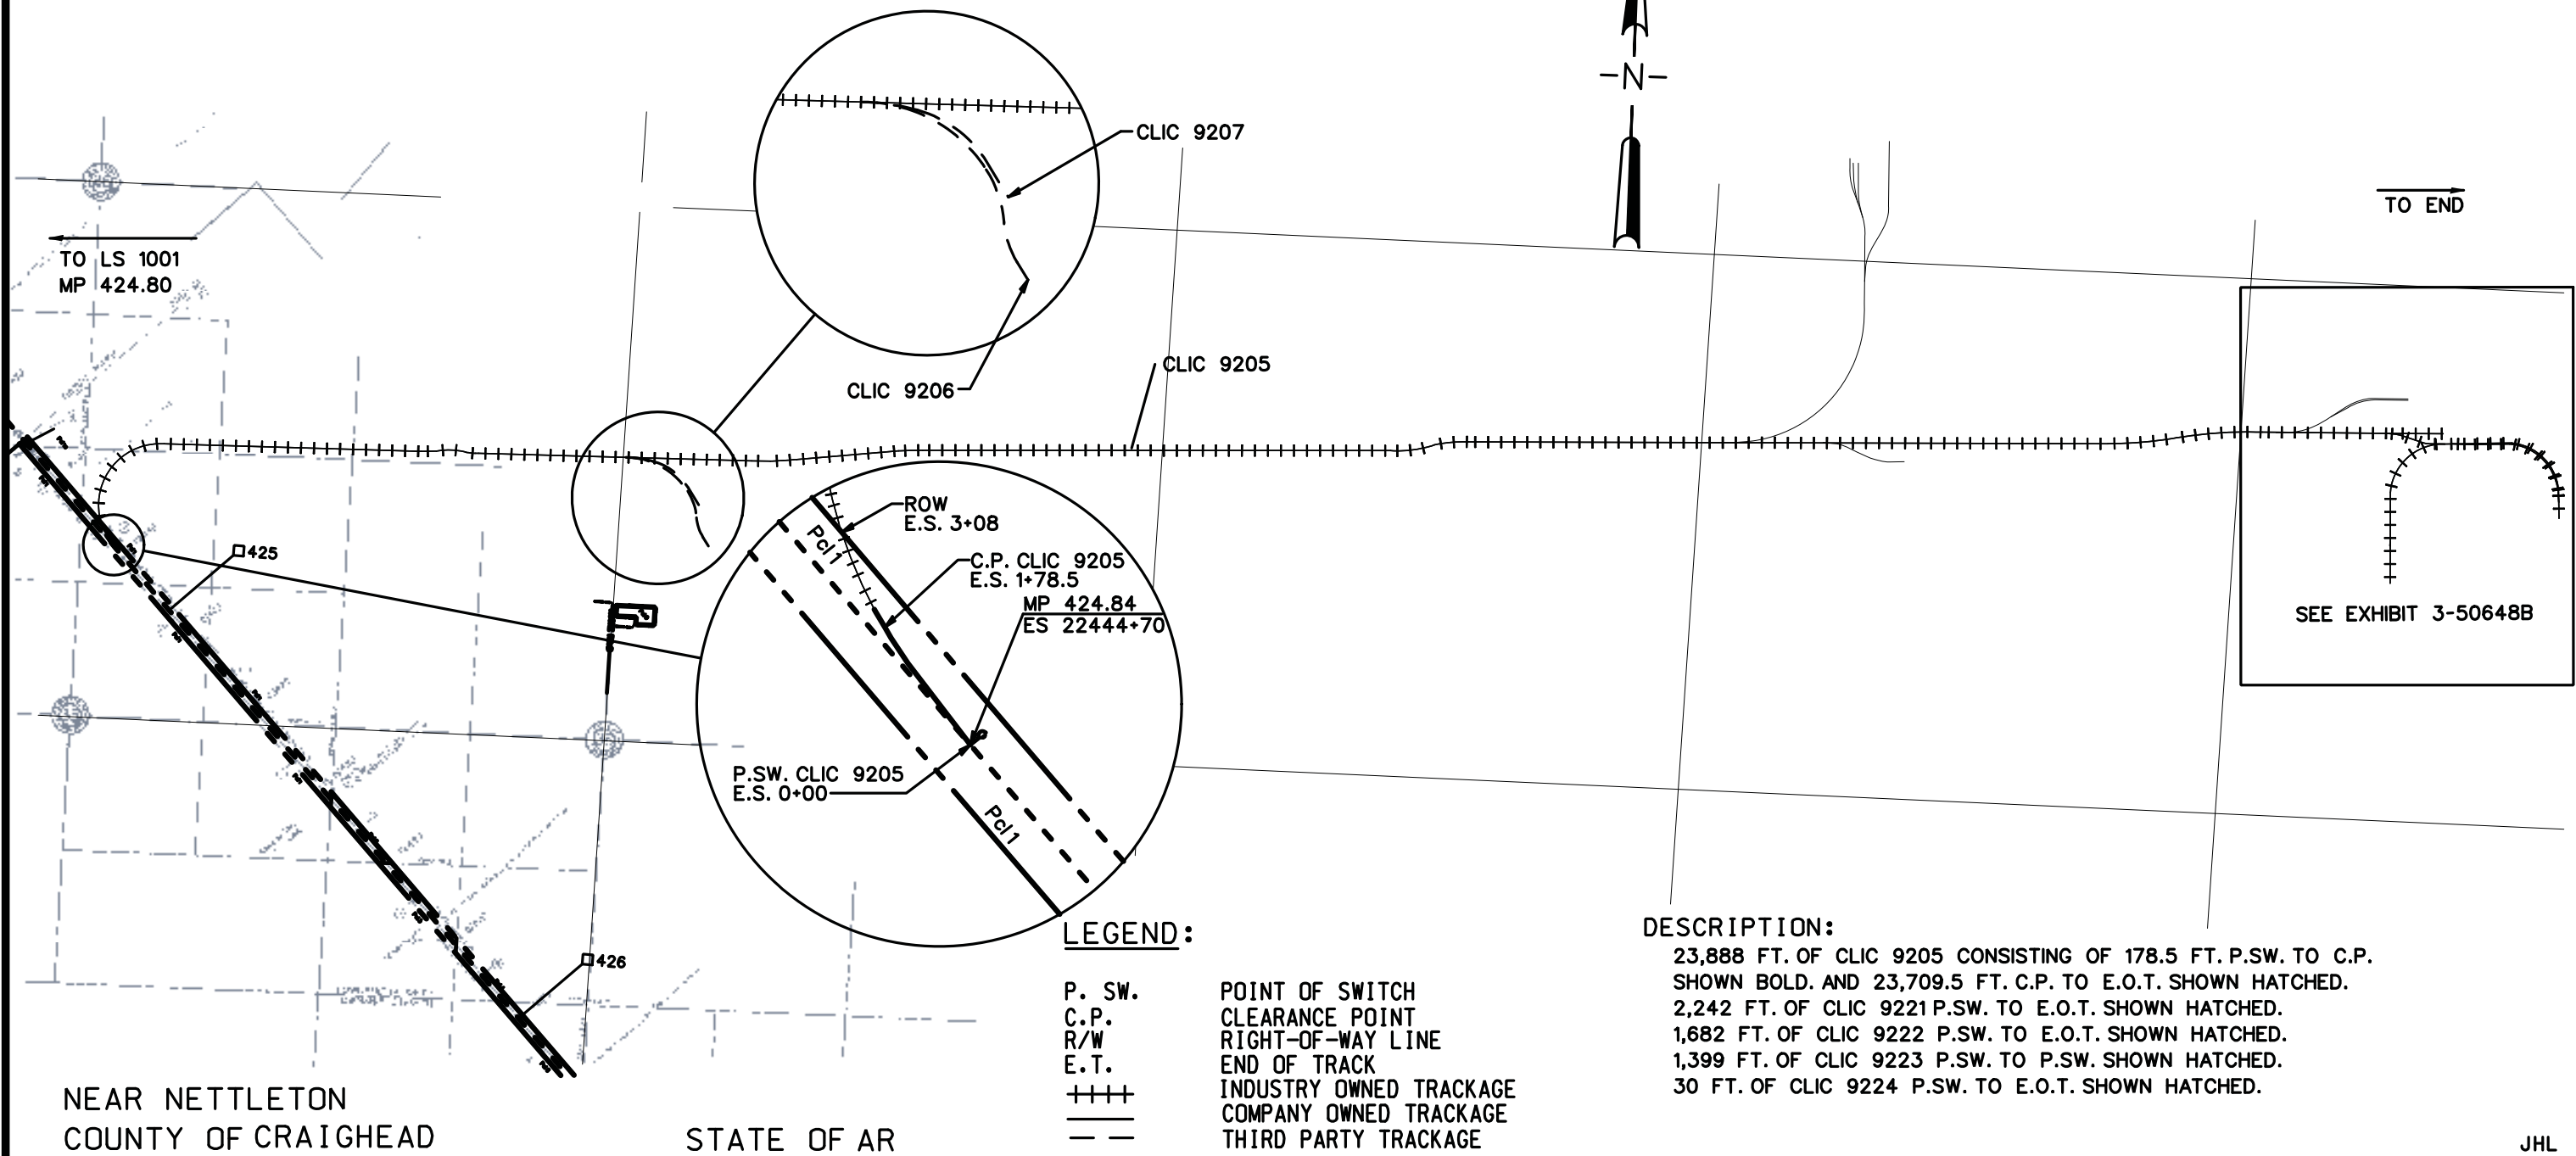 -N-
CLIC 9207
TO END
TO LS 1001
MP 424.80
CLIC 9206
CLIC 9205
ROW
E.S. 3+08
Pcl 1
C.P. CLIC 9205
E.S. 1+78.5
MP 424.84
ES 22444+70
425
SEE EXHIBIT 3-50648B
P.SW. CLIC 9205
E.S. 0+00
Pcl 1
426
LEGEND:
P. SW. POINT OF SWITCH
C.P. CLEARANCE POINT
R/W RIGHT-OF-WAY LINE
E.T. END OF TRACK
INDUSTRY OWNED TRACKAGE
COMPANY OWNED TRACKAGE
THIRD PARTY TRACKAGE
DESCRIPTION:
23,888 FT. OF CLIC 9205 CONSISTING OF 178.5 FT. P.SW. TO C.P.
SHOWN BOLD. AND 23,709.5 FT. C.P. TO E.O.T. SHOWN HATCHED.
2,242 FT. OF CLIC 9221 P.SW. TO E.O.T. SHOWN HATCHED.
1,682 FT. OF CLIC 9222 P.SW. TO E.O.T. SHOWN HATCHED.
1,399 FT. OF CLIC 9223 P.SW. TO P.SW. SHOWN HATCHED.
30 FT. OF CLIC 9224 P.SW. TO E.O.T. SHOWN HATCHED.
NEAR NETTLETON
COUNTY OF CRAIGHEAD
STATE OF AR
JHL